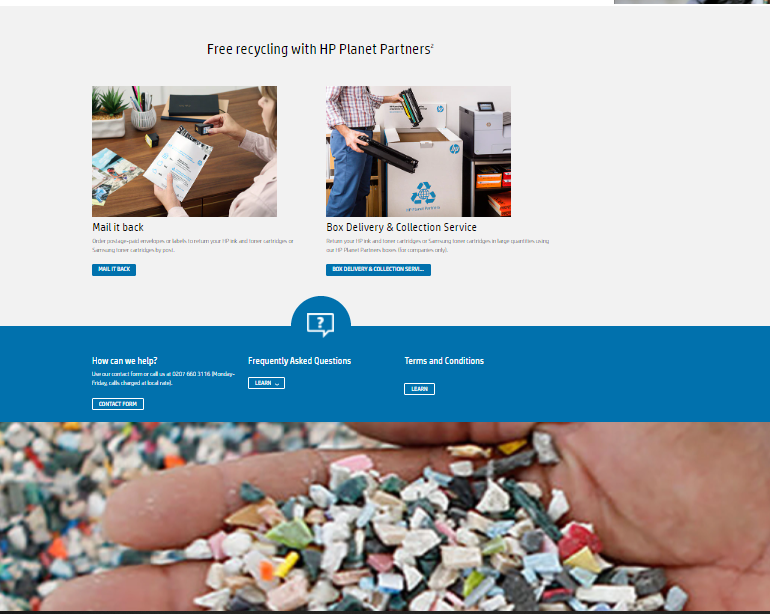 Free recycling with HP Planet Partners²
Mail it back
Order postage-paid envelopes or labels to return your HP ink and toner cartridges or
Samsung toner cartridges by post.
MAIL IT BACK
Box Delivery & Collection Service
Return your HP ink and toner cartridges or Samsung toner cartridges in large quantities using
our HP Planet Partners boxes (for companies only).
BOX DELIVERY & COLLECTION SERVI...
How can we help?
Use our contact form or call us at 0207 660 3116 (Monday-
Friday, calls charged at local rate).
CONTACT FORM
?
Frequently Asked Questions
LEARN
Terms and Conditions
LEARN
hp
hp
HP Planet Partners